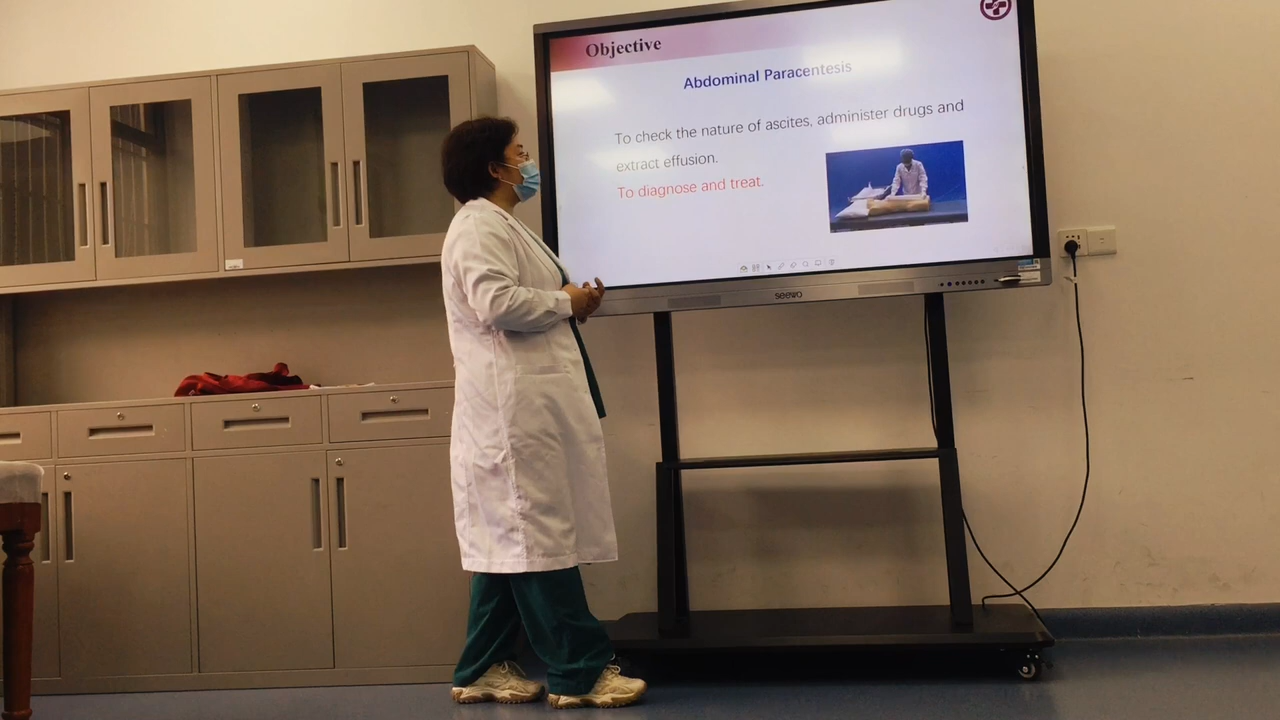 Objective
Abdominal Paracentesis
To check the nature of ascites, administer drugs and
extract effusion.
To diagnose and treat.
seewo